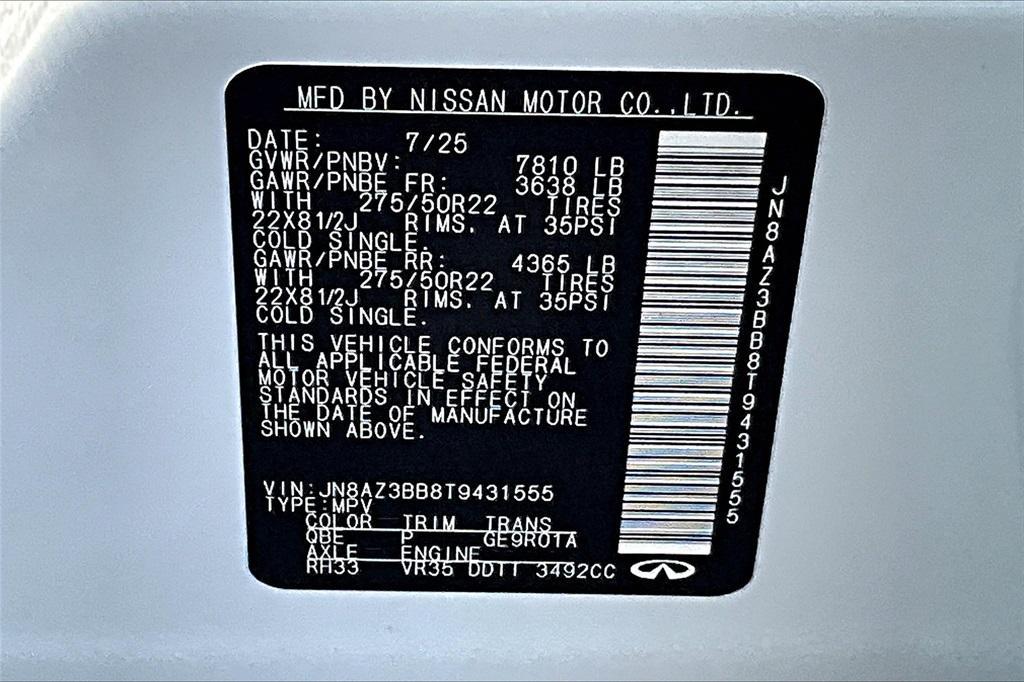 MFD BY NISSAN MOTOR CO.,LTD.
DATE: 7/25
GVWR/PNBV: 7810 LB
GAWR/PNBE FR: 3638 LB
WITH 275/50R22 TIRES
22X81/2J RIMS. AT 35PSI
COLD SINGLE.
GAWR/PNBE RR: 4365 LB
WITH 275/50R22 TIRES
22X81/2J RIMS. AT 35PSI
COLD SINGLE.
THIS VEHICLE CONFORMS TO
ALL APPLICABLE FEDERAL
MOTOR VEHICLE SAFETY
STANDARDS IN EFFECT ON
THE DATE OF MANUFACTURE
SHOWN ABOVE.
VIN:JN8AZ3BB8T9431555
TYPE:MPV
COLOR TRIM TRANS
QBE P GE9R01A
AXLE ENGINE
RH33 VR35 DDTT 3492CC
JN8AZ3BB8T9431555